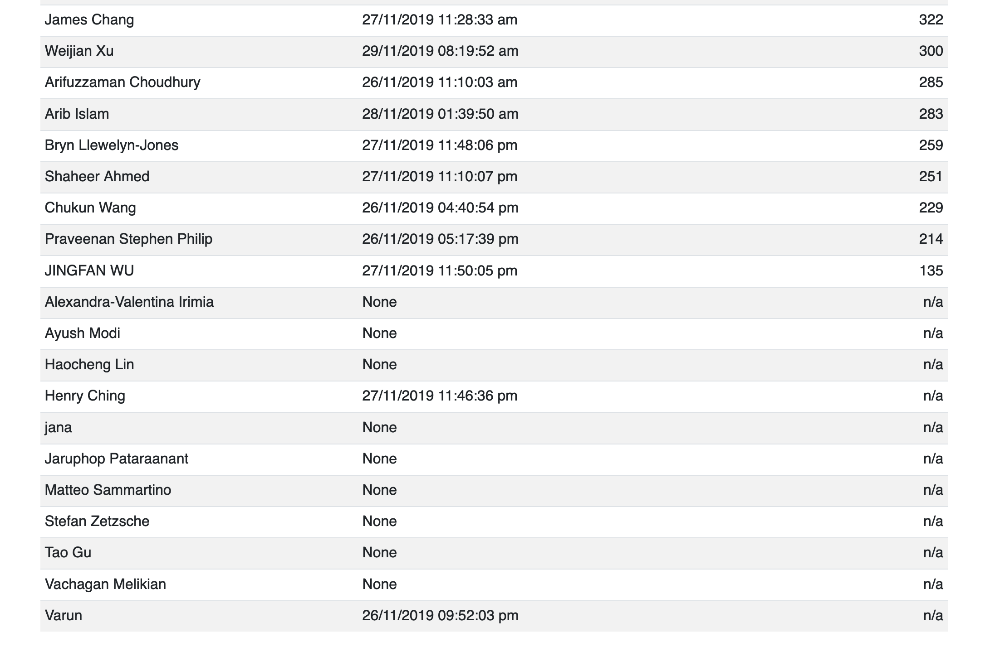 James Chang 27/11/2019 11:28:33 am 322
Weijian Xu 29/11/2019 08:19:52 am 300
Arifuzzaman Choudhury 26/11/2019 11:10:03 am 285
Arib Islam 28/11/2019 01:39:50 am 283
Bryn Llewelyn-Jones 27/11/2019 11:48:06 pm 259
Shaheer Ahmed 27/11/2019 11:10:07 pm 251
Chukun Wang 26/11/2019 04:40:54 pm 229
Praveenan Stephen Philip 26/11/2019 05:17:39 pm 214
JINGFAN WU 27/11/2019 11:50:05 pm 135
Alexandra-Valentina Irimia None n/a
Ayush Modi None n/a
Haocheng Lin None n/a
Henry Ching 27/11/2019 11:46:36 pm n/a
jana None n/a
Jaruphop Pataraanant None n/a
Matteo Sammartino None n/a
Stefan Zetzsche None n/a
Tao Gu None n/a
Vachagan Melikian None n/a
Varun 26/11/2019 09:52:03 pm n/a